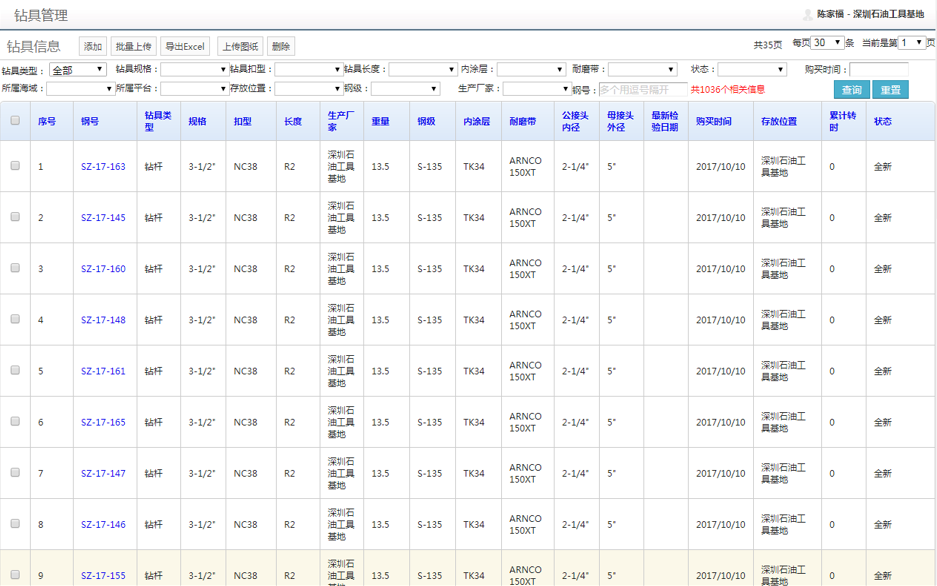 钻具管理
陈家福 - 深圳石油工具基地
钻具信息 添加 批量上传 导出Excel 上传图纸 删除 共35页 每页 30 条 当前是第 1 页
钻具类型： 全部 钻具规格： 钻具扣型： 钻具长度： 内涂层： 耐磨带： 状态： 购买时间：
所属海域： 所属平台： 存放位置： 钢级： 生产厂家： 钢号： 多个用逗号隔开 共1036个相关信息 查询 重置
序号 钢号 钻具类型 规格 扣型 长度 生产厂家 重量 钢级 内涂层 耐磨带 公接头内径 母接头外径 最新检验日期 购买时间 存放位置 累计转时 状态
1 SZ-17-163 钻杆 3-1/2" NC38 R2 深圳石油工具基地 13.5 S-135 TK34 ARNCO 150XT 2-1/4" 5" 2017/10/10 深圳石油工具基地 0 全新
2 SZ-17-145 钻杆 3-1/2" NC38 R2 深圳石油工具基地 13.5 S-135 TK34 ARNCO 150XT 2-1/4" 5" 2017/10/10 深圳石油工具基地 0 全新
3 SZ-17-160 钻杆 3-1/2" NC38 R2 深圳石油工具基地 13.5 S-135 TK34 ARNCO 150XT 2-1/4" 5" 2017/10/10 深圳石油工具基地 0 全新
4 SZ-17-148 钻杆 3-1/2" NC38 R2 深圳石油工具基地 13.5 S-135 TK34 ARNCO 150XT 2-1/4" 5" 2017/10/10 深圳石油工具基地 0 全新
5 SZ-17-161 钻杆 3-1/2" NC38 R2 深圳石油工具基地 13.5 S-135 TK34 ARNCO 150XT 2-1/4" 5" 2017/10/10 深圳石油工具基地 0 全新
6 SZ-17-165 钻杆 3-1/2" NC38 R2 深圳石油工具基地 13.5 S-135 TK34 ARNCO 150XT 2-1/4" 5" 2017/10/10 深圳石油工具基地 0 全新
7 SZ-17-147 钻杆 3-1/2" NC38 R2 深圳石油工具基地 13.5 S-135 TK34 ARNCO 150XT 2-1/4" 5" 2017/10/10 深圳石油工具基地 0 全新
8 SZ-17-146 钻杆 3-1/2" NC38 R2 深圳石油工具基地 13.5 S-135 TK34 ARNCO 150XT 2-1/4" 5" 2017/10/10 深圳石油工具基地 0 全新
9 SZ-17-155 钻杆 3-1/2" NC38 R2 深圳石油工具基地 13.5 S-135 TK34 ARNCO 150XT 2-1/4" 5" 2017/10/10 深圳石油工具基地 0 全新